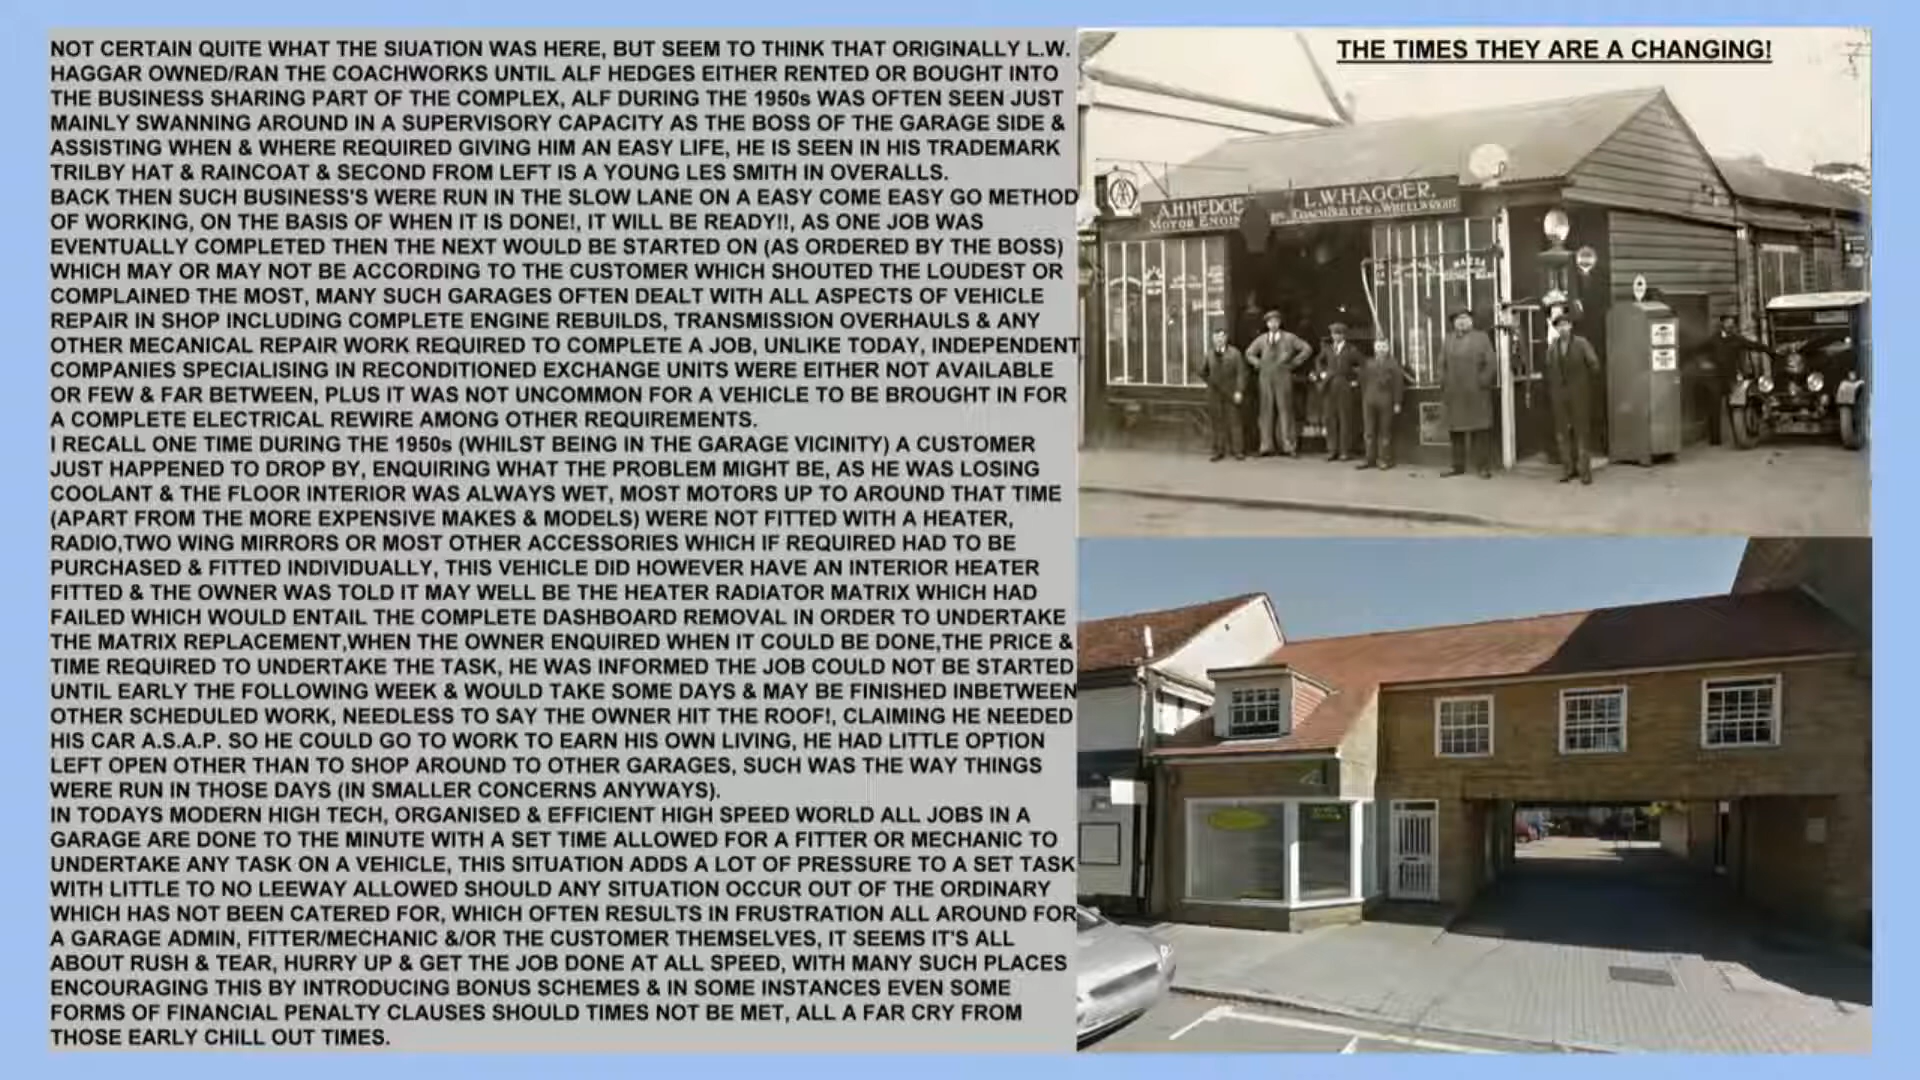 NOT CERTAIN QUITE WHAT THE SIUATION WAS HERE, BUT SEEM TO THINK THAT ORIGINALLY L.W.
HAGGAR OWNED/RAN THE COACHWORKS UNTIL ALF HEDGES EITHER RENTED OR BOUGHT INTO
THE BUSINESS SHARING PART OF THE COMPLEX, ALF DURING THE 1950s WAS OFTEN SEEN JUST
MAINLY SWANNING AROUND IN A SUPERVISORY CAPACITY AS THE BOSS OF THE GARAGE SIDE &
ASSISTING WHEN & WHERE REQUIRED GIVING HIM AN EASY LIFE, HE IS SEEN IN HIS TRADEMARK
TRILBY HAT & RAINCOAT & SECOND FROM LEFT IS A YOUNG LES SMITH IN OVERALLS.
BACK THEN SUCH BUSINESS'S WERE RUN IN THE SLOW LANE ON A EASY COME EASY GO METHOD
OF WORKING, ON THE BASIS OF WHEN IT IS DONE!, IT WILL BE READY!!, AS ONE JOB WAS
EVENTUALLY COMPLETED THEN THE NEXT WOULD BE STARTED ON (AS ORDERED BY THE BOSS)
WHICH MAY OR MAY NOT BE ACCORDING TO THE CUSTOMER WHICH SHOUTED THE LOUDEST OR
COMPLAINED THE MOST, MANY SUCH GARAGES OFTEN DEALT WITH ALL ASPECTS OF VEHICLE
REPAIR IN SHOP INCLUDING COMPLETE ENGINE REBUILDS, TRANSMISSION OVERHAULS & ANY
OTHER MECANICAL REPAIR WORK REQUIRED TO COMPLETE A JOB, UNLIKE TODAY, INDEPENDENT
COMPANIES SPECIALISING IN RECONDITIONED EXCHANGE UNITS WERE EITHER NOT AVAILABLE
OR FEW & FAR BETWEEN, PLUS IT WAS NOT UNCOMMON FOR A VEHICLE TO BE BROUGHT IN FOR
A COMPLETE ELECTRICAL REWIRE AMONG OTHER REQUIREMENTS.
I RECALL ONE TIME DURING THE 1950s (WHILST BEING IN THE GARAGE VICINITY) A CUSTOMER
JUST HAPPENED TO DROP BY, ENQUIRING WHAT THE PROBLEM MIGHT BE, AS HE WAS LOSING
COOLANT & THE FLOOR INTERIOR WAS ALWAYS WET, MOST MOTORS UP TO AROUND THAT TIME
(APART FROM THE MORE EXPENSIVE MAKES & MODELS) WERE NOT FITTED WITH A HEATER,
RADIO,TWO WING MIRRORS OR MOST OTHER ACCESSORIES WHICH IF REQUIRED HAD TO BE
PURCHASED & FITTED INDIVIDUALLY, THIS VEHICLE DID HOWEVER HAVE AN INTERIOR HEATER
FITTED & THE OWNER WAS TOLD IT MAY WELL BE THE HEATER RADIATOR MATRIX WHICH HAD
FAILED WHICH WOULD ENTAIL THE COMPLETE DASHBOARD REMOVAL IN ORDER TO UNDERTAKE
THE MATRIX REPLACEMENT,WHEN THE OWNER ENQUIRED WHEN IT COULD BE DONE,THE PRICE &
TIME REQUIRED TO UNDERTAKE THE TASK, HE WAS INFORMED THE JOB COULD NOT BE STARTED
UNTIL EARLY THE FOLLOWING WEEK & WOULD TAKE SOME DAYS & MAY BE FINISHED INBETWEEN
OTHER SCHEDULED WORK, NEEDLESS TO SAY THE OWNER HIT THE ROOF!, CLAIMING HE NEEDED
HIS CAR A.S.A.P. SO HE COULD GO TO WORK TO EARN HIS OWN LIVING, HE HAD LITTLE OPTION
LEFT OPEN OTHER THAN TO SHOP AROUND TO OTHER GARAGES, SUCH WAS THE WAY THINGS
WERE RUN IN THOSE DAYS (IN SMALLER CONCERNS ANYWAYS).
IN TODAYS MODERN HIGH TECH, ORGANISED & EFFICIENT HIGH SPEED WORLD ALL JOBS IN A
GARAGE ARE DONE TO THE MINUTE WITH A SET TIME ALLOWED FOR A FITTER OR MECHANIC TO
UNDERTAKE ANY TASK ON A VEHICLE, THIS SITUATION ADDS A LOT OF PRESSURE TO A SET TASK
WITH LITTLE TO NO LEEWAY ALLOWED SHOULD ANY SITUATION OCCUR OUT OF THE ORDINARY
WHICH HAS NOT BEEN CATERED FOR, WHICH OFTEN RESULTS IN FRUSTRATION ALL AROUND FOR
A GARAGE ADMIN, FITTER/MECHANIC &/OR THE CUSTOMER THEMSELVES, IT SEEMS IT'S ALL
ABOUT RUSH & TEAR, HURRY UP & GET THE JOB DONE AT ALL SPEED, WITH MANY SUCH PLACES
ENCOURAGING THIS BY INTRODUCING BONUS SCHEMES & IN SOME INSTANCES EVEN SOME
FORMS OF FINANCIAL PENALTY CLAUSES SHOULD TIMES NOT BE MET, ALL A FAR CRY FROM
THOSE EARLY CHILL OUT TIMES.
THE TIMES THEY ARE A CHANGING!
AA
A.H.HEDGE
MOTOR ENGIN
L.W.HAGGER.
COACHBUILDER & WHEELWRIGHT